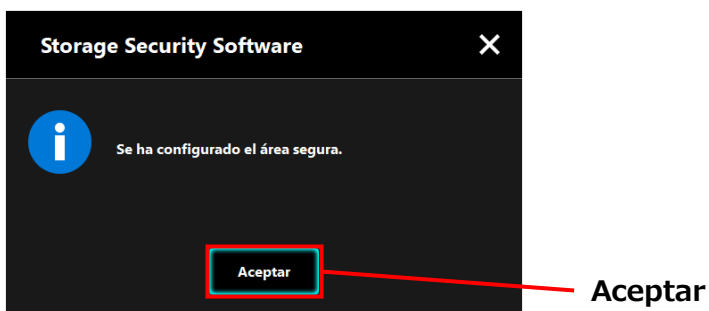 Storage Security Software
Se ha configurado el área segura.
Aceptar
Aceptar